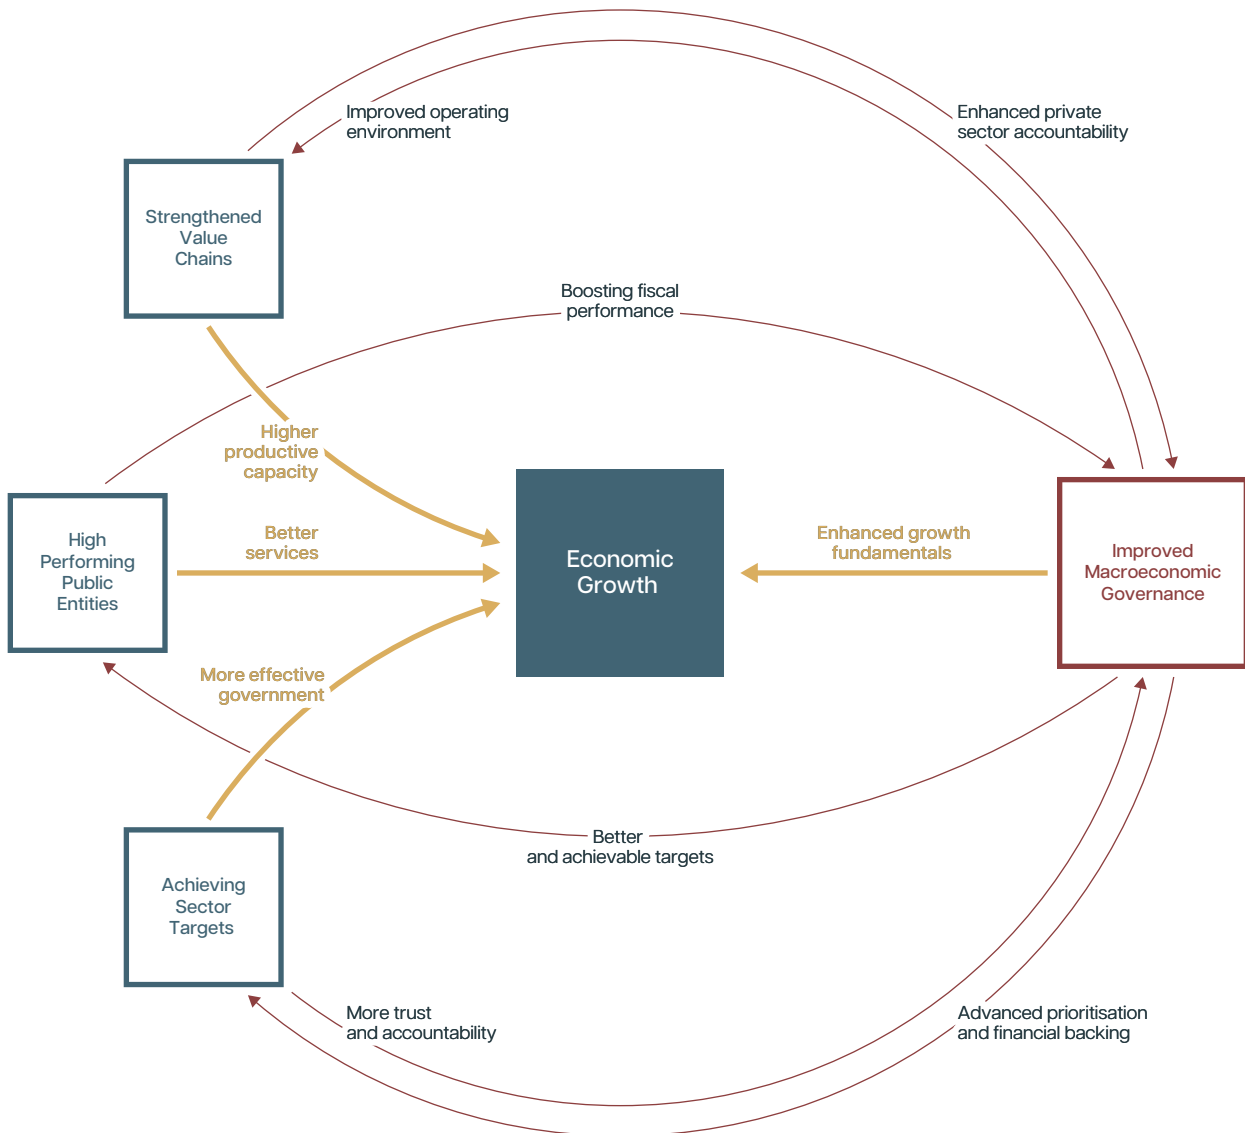 Improved operating
environment
Enhanced private
sector accountability
Strengthened
Value
Chains
Boosting fiscal
performance
Higher
productive
capacity
High
Performing
Public
Entities
Better
services
Economic
Growth
Enhanced growth
fundamentals
Improved
Macroeconomic
Governance
More effective
government
Better
and achievable targets
Achieving
Sector
Targets
More trust
and accountability
Advanced prioritisation
and financial backing